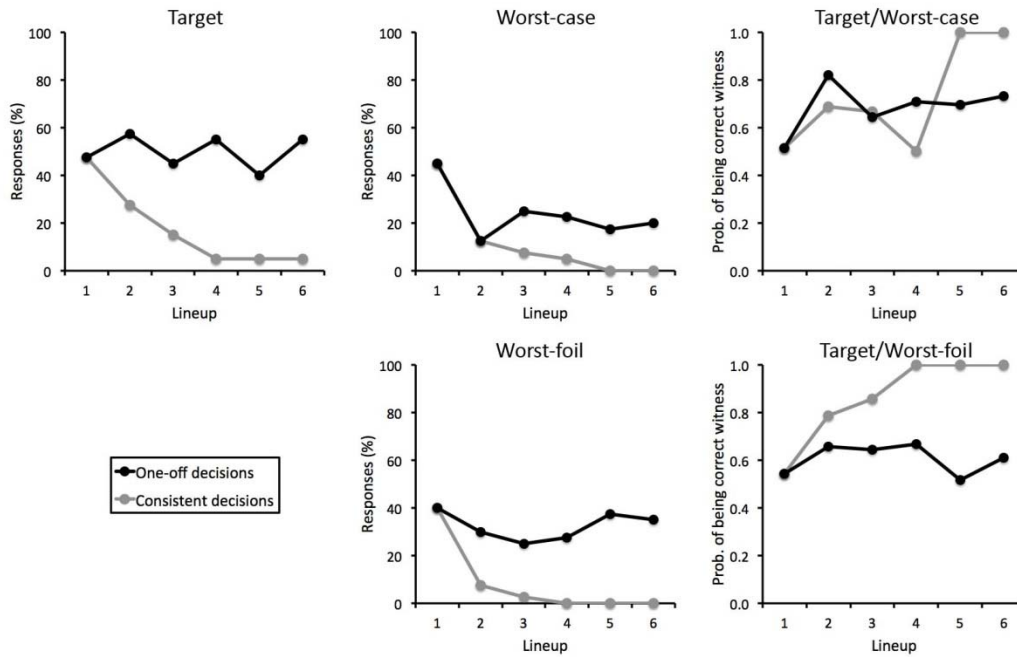 Target
Responses (%)
100
80
60
40
20
0
1 2 3 4 5 6
Lineup
Worst-case
Responses (%)
100
80
60
40
20
0
1 2 3 4 5 6
Lineup
Target/Worst-case
Prob. of being correct witness
1.0
0.8
0.6
0.4
0.2
0.0
1 2 3 4 5 6
Lineup
One-off decisions
Consistent decisions
Worst-foil
Responses (%)
100
80
60
40
20
0
1 2 3 4 5 6
Lineup
Target/Worst-foil
Prob. of being correct witness
1.0
0.8
0.6
0.4
0.2
0.0
1 2 3 4 5 6
Lineup